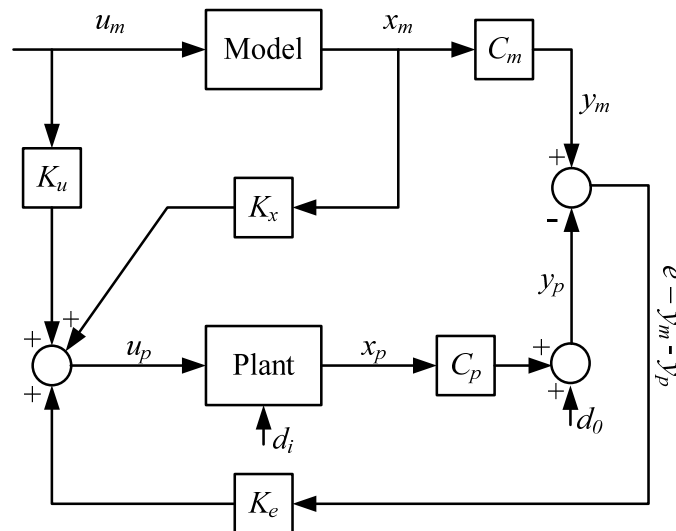 u_m
Model
x_m
C_m
y_m
K_u
K_x
+
-
y_p
e = y_m - y_p
+
+
+
u_p
Plant
x_p
C_p
+
+
d_i
d_0
K_e